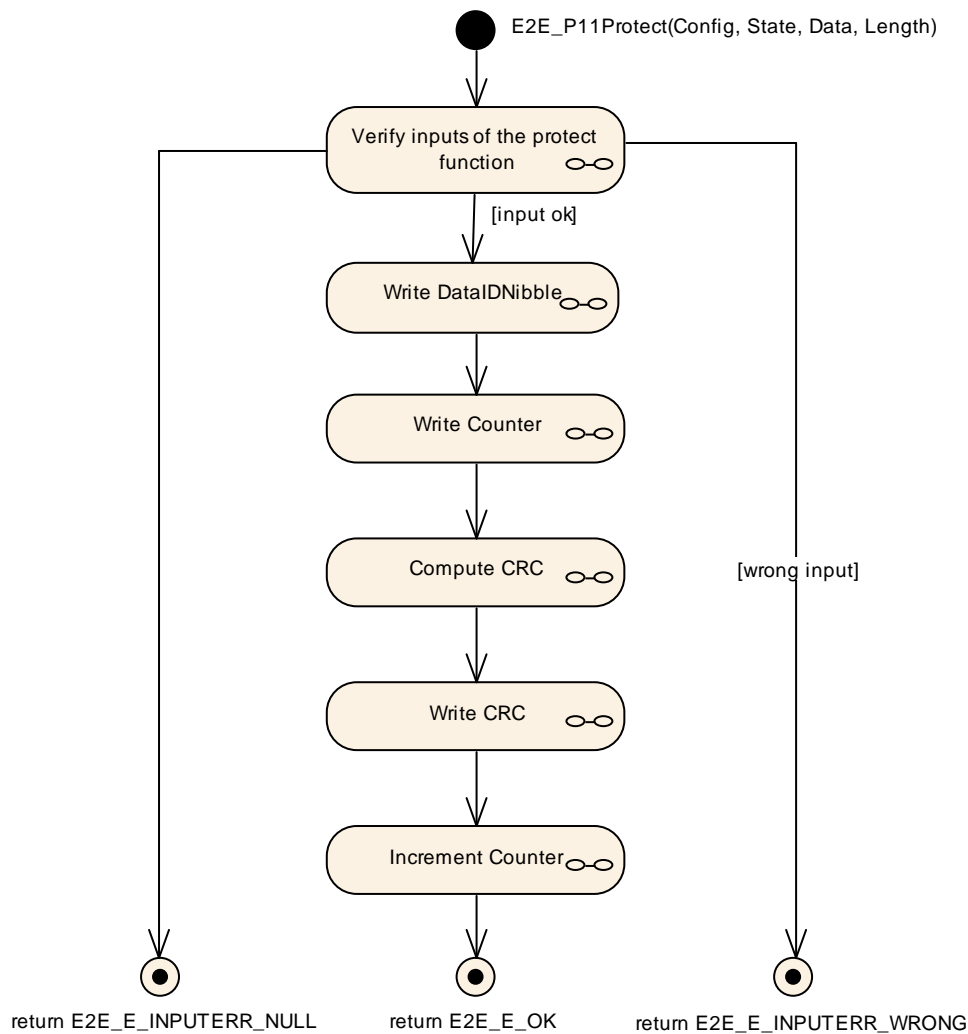 E2E_P11Protect(Config, State, Data, Length)
Verify inputs of the protect
function
[input ok]
Write DataIDNibble
Write Counter
Compute CRC
[wrong input]
Write CRC
Increment Counter
return E2E_E_INPUTERR_NULL
return E2E_E_OK
return E2E_E_INPUTERR_WRONG